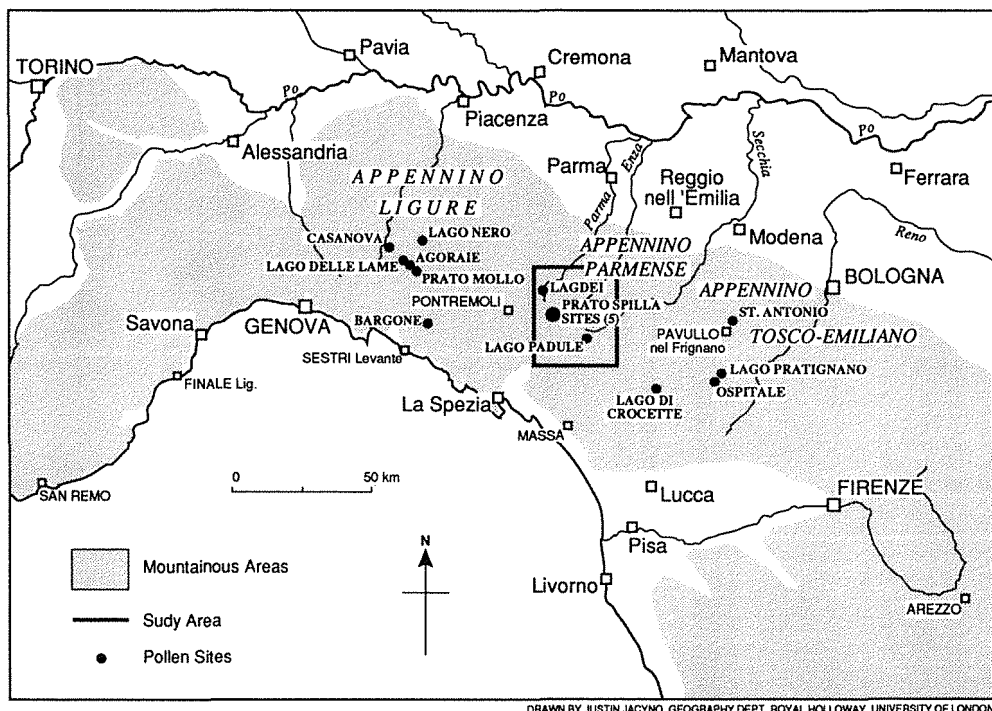 Pavia
Cremona
Mantova
TORINO
Po
Piacenza
Po
Alessandria
Po
Secchia
Enza
Parma
Ferrara
APPENNINO
LIGURE
Reggio
nell 'Emilia
Parma
Reno
CASANOVA
LAGO NERO
APPENNINO
PARMENSE
Modena
AGORAIE
LAGO DELLE LAME
PRATO MOLLO
LAGDEI
APPENNINO
TOSCO-EMILIANO
BOLOGNA
PONTREMOLI
PRATO SPILLA
SITES (5)
ST. ANTONIO
GENOVA
BARGONE
PAVULLO
nel Frignano
Savona
SESTRI Levante
LAGO PADULE
LAGO PRATIGNANO
OSPITALE
FINALE Lig.
LAGO DI
CROCETTE
La Spezia
MASSA
0 50 km
SAN REMO
Lucca
FIRENZE
Pisa
N
Mountainous Areas
Livorno
AREZZO
Sudy Area
Pollen Sites
DRAWN BY JUSTIN JACYNO, GEOGRAPHY DEPT, ROYAL HOLLOWAY, UNIVERSITY OF LONDON